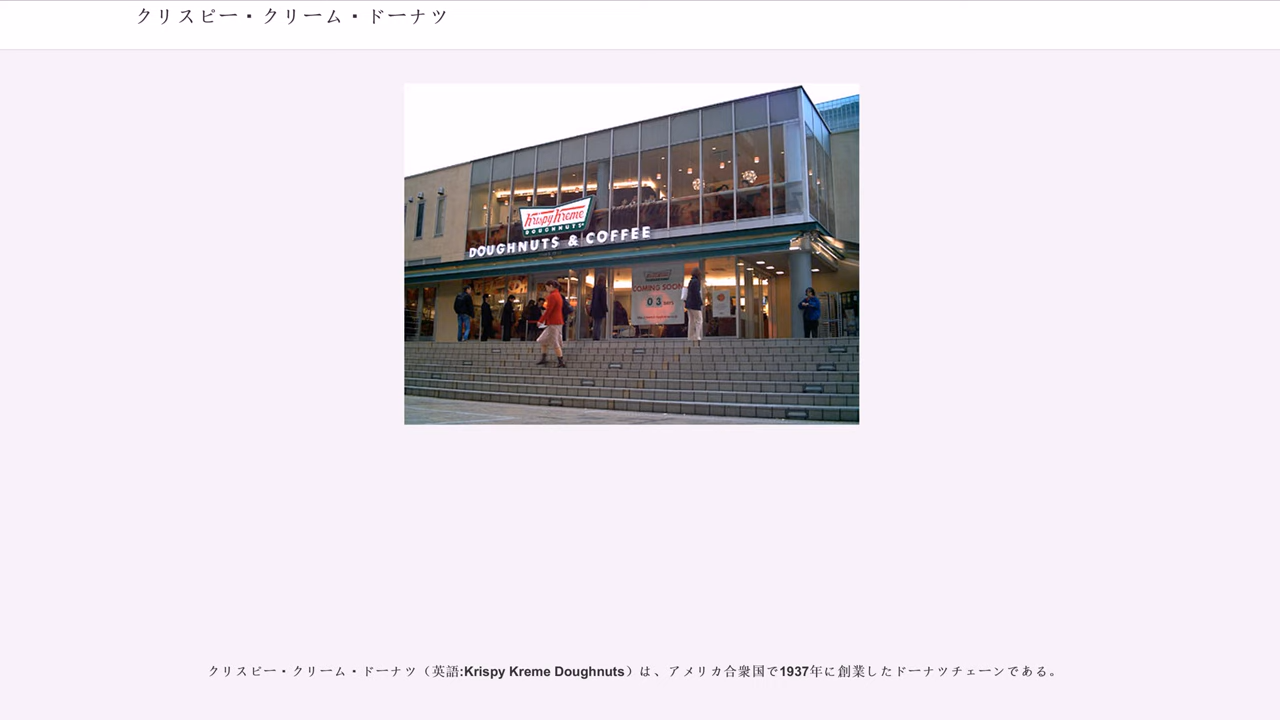 クリスピー・クリーム・ドーナツ
Krispy Kreme
DOUGHNUTS
DOUGHNUTS & COFFEE
COMING SOON
03
クリスピー・クリーム・ドーナツ（英語:Krispy Kreme Doughnuts）は、アメリカ合衆国で1937年に創業したドーナツチェーンである。